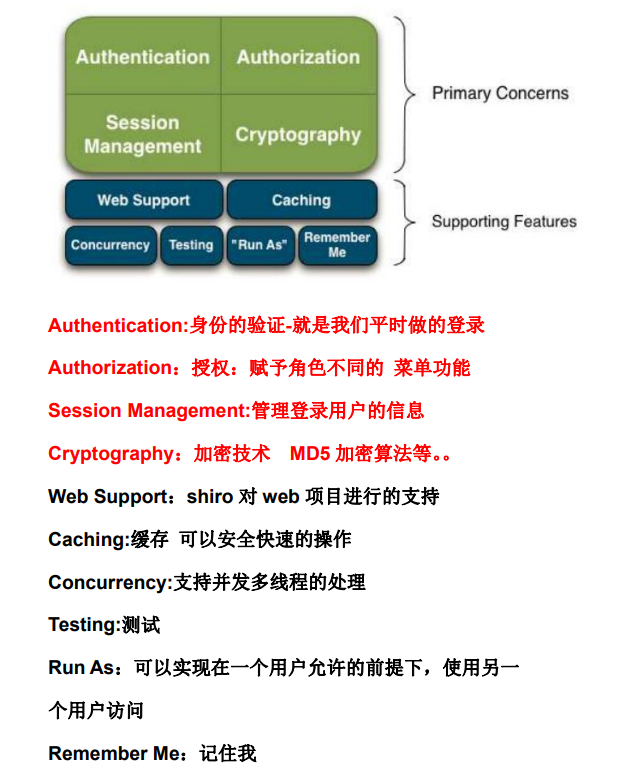 Authentication
Authorization
Session
Management
Cryptography
Primary Concerns
Web Support
Caching
Supporting Features
Concurrency
Testing
"Run As"
Remember
Me
Authentication:身份的验证-就是我们平时做的登录
Authorization：授权：赋予角色不同的 菜单功能
Session Management:管理登录用户的信息
Cryptography：加密技术 MD5 加密算法等。。
Web Support：shiro 对 web 项目进行的支持
Caching:缓存 可以安全快速的操作
Concurrency:支持并发多线程的处理
Testing:测试
Run As：可以实现在一个用户允许的前提下，使用另一
个用户访问
Remember Me：记住我